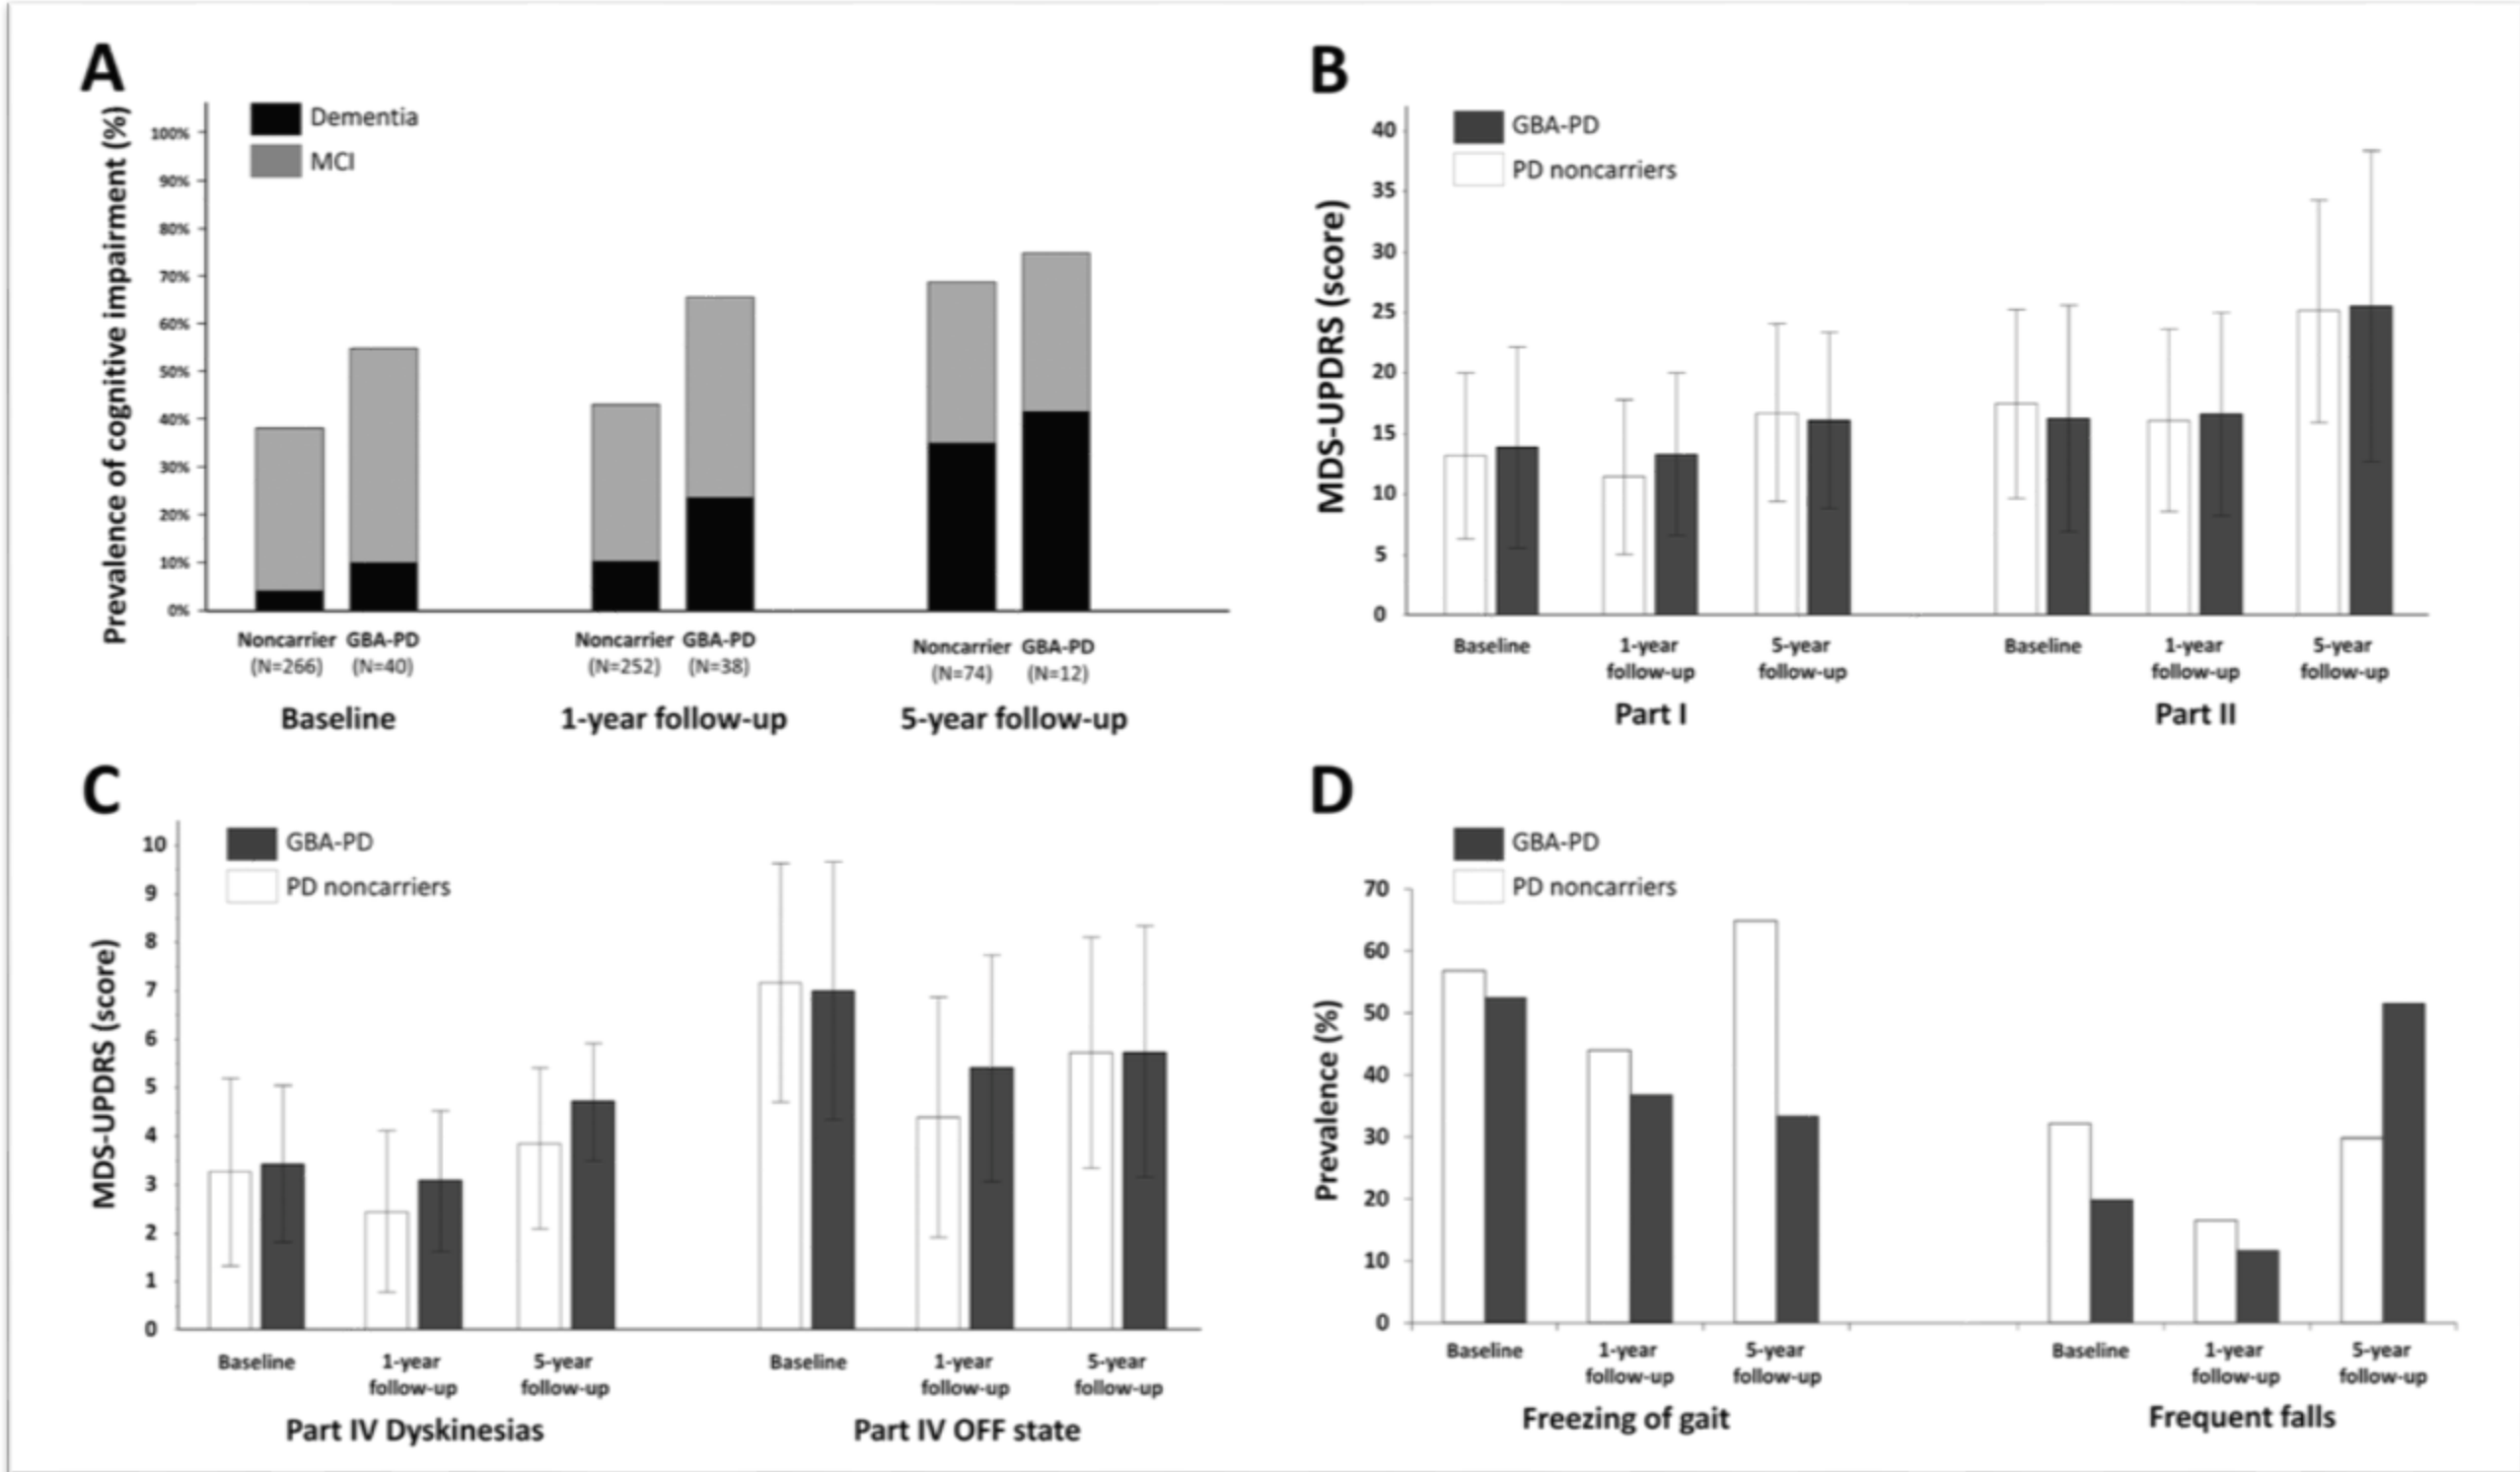 A
Prevalence of cognitive impairment (%)
100%
90%
80%
70%
60%
50%
40%
30%
20%
10%
0%
Dementia
MCI
Noncarrier GBA-PD Noncarrier GBA-PD Noncarrier GBA-PD
(N=266) (N=40) (N=252) (N=38) (N=74) (N=12)
Baseline 1-year follow-up 5-year follow-up
B
MDS-UPDRS (score)
40
35
30
25
20
15
10
5
0
GBA-PD
PD noncarriers
Baseline 1-year 5-year Baseline 1-year 5-year
follow-up follow-up follow-up follow-up
Part I Part II
C
MDS-UPDRS (score)
10
9
8
7
6
5
4
3
2
1
0
GBA-PD
PD noncarriers
Baseline 1-year 5-year Baseline 1-year 5-year
follow-up follow-up follow-up follow-up
Part IV Dyskinesias Part IV OFF state
D
Prevalence (%)
70
60
50
40
30
20
10
0
GBA-PD
PD noncarriers
Baseline 1-year 5-year Baseline 1-year 5-year
follow-up follow-up follow-up follow-up
Freezing of gait Frequent falls